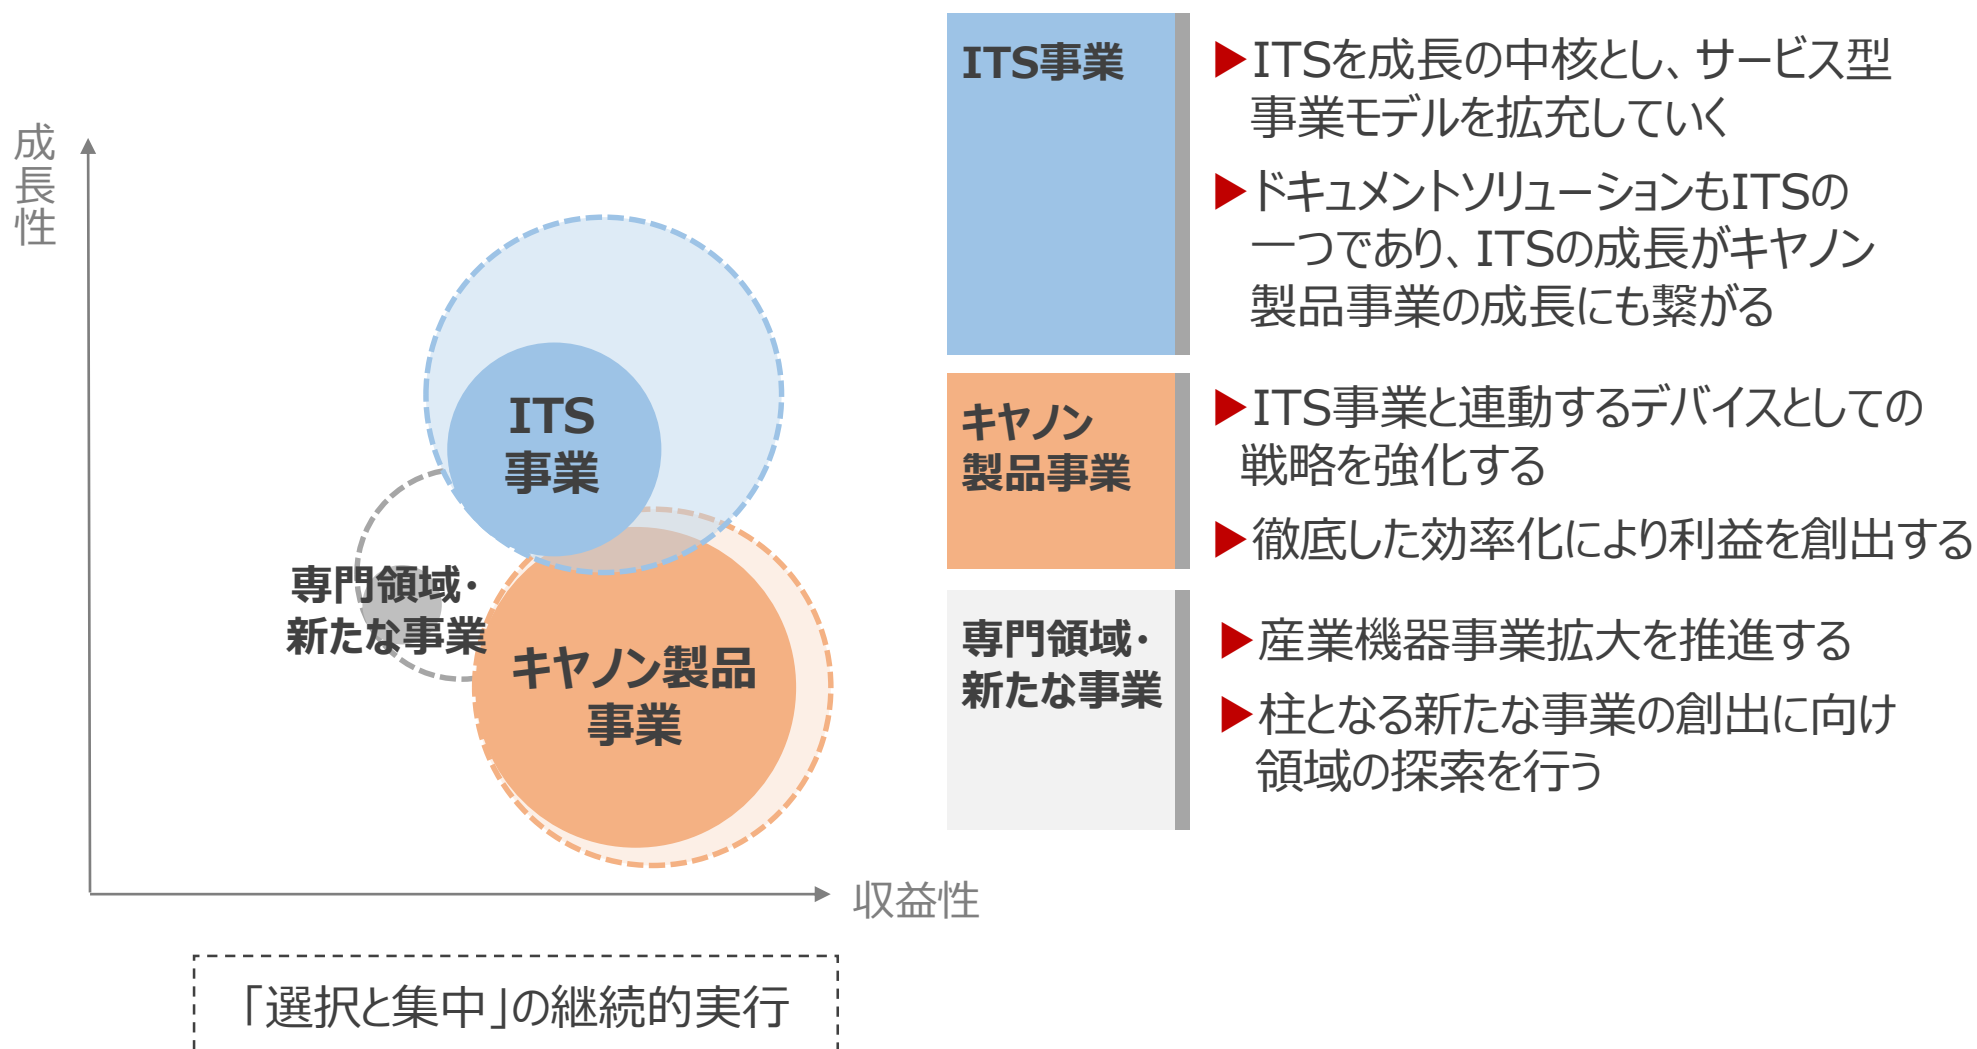 成長性
ITS
事業
専門領域・
新たな事業
キヤノン製品
事業
収益性
「選択と集中」の継続的実行
ITS事業
▶ITSを成長の中核とし、サービス型
事業モデルを拡充していく
▶ドキュメントソリューションもITSの
一つであり、ITSの成長がキヤノン
製品事業の成長にも繋がる
キヤノン
製品事業
▶ITS事業と連動するデバイスとしての
戦略を強化する
▶徹底した効率化により利益を創出する
専門領域・
新たな事業
▶産業機器事業拡大を推進する
▶柱となる新たな事業の創出に向け
領域の探索を行う